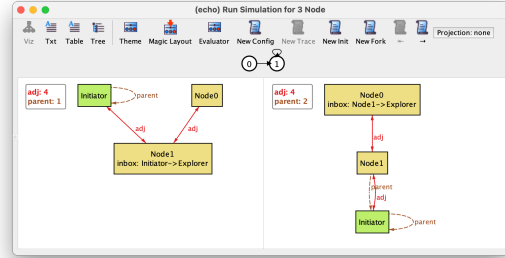 (echo) Run Simulation for 3 Node
Viz Txt Table Tree Theme Magic Layout Evaluator New Config New Trace New Init New Fork ← → Projection: none
0 1
adj: 4
parent: 1
Initiator
parent
Node0
adj
adj
Node1
inbox: Initiator->Explorer
adj: 4
parent: 2
Node0
inbox: Node1->Explorer
adj
Node1
parent
adj
Initiator
parent